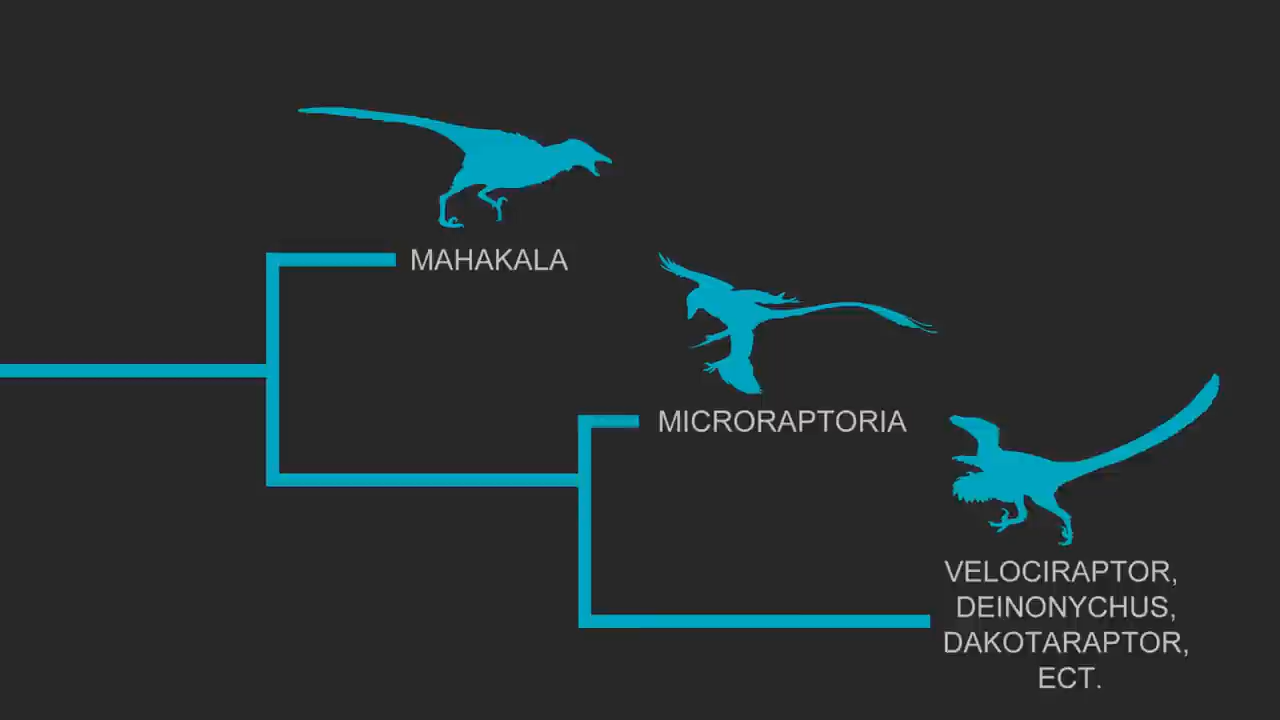 MAHAKALA
MICRORAPTORIA
VELOCIRAPTOR,
DEINONYCHUS,
DAKOTARAPTOR,
ECT.